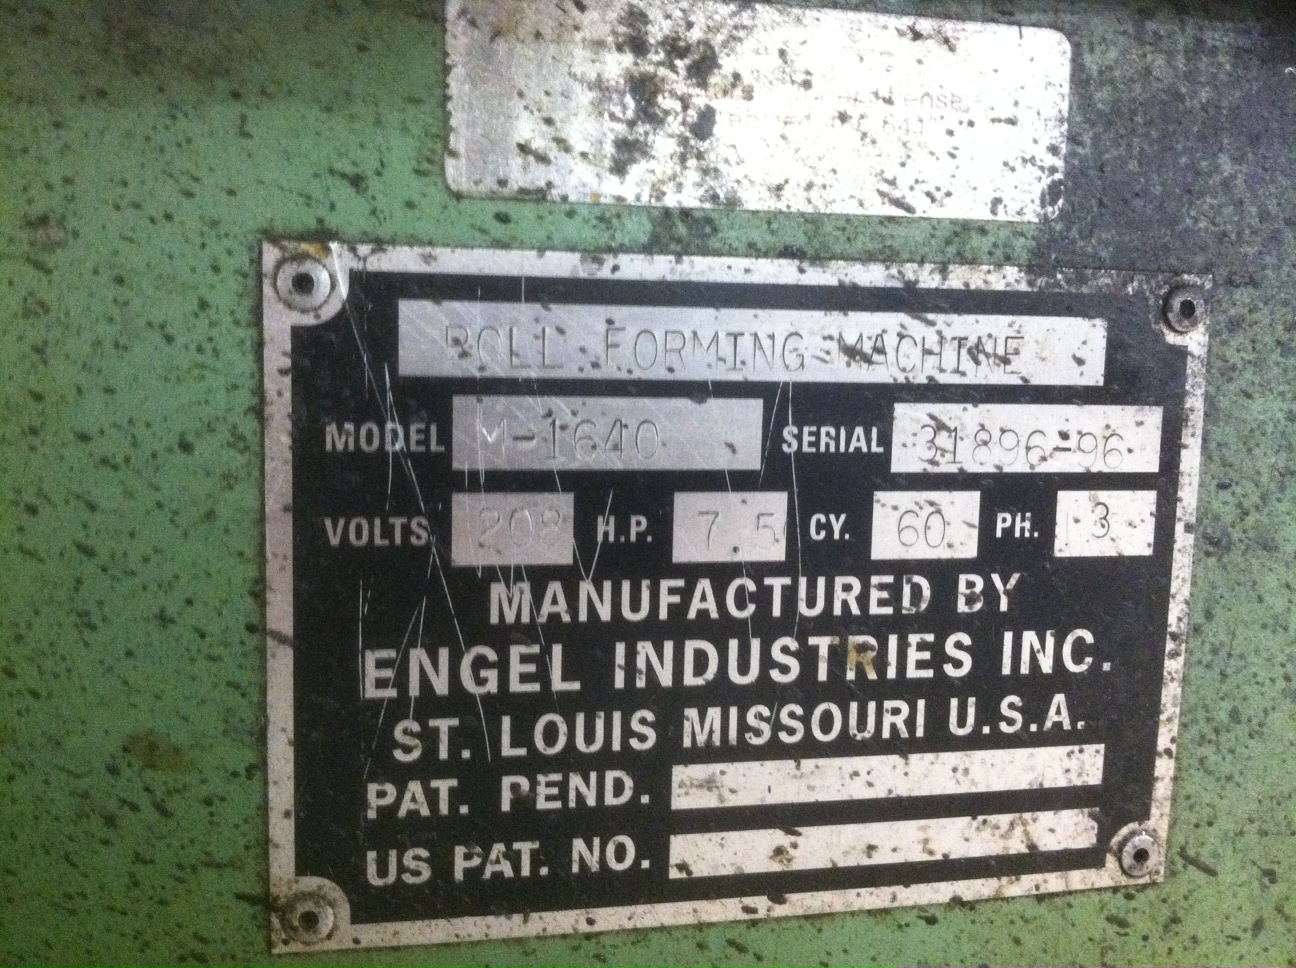 ROLL FORMING MACHINE
MODEL M-1640 SERIAL 31896-96
VOLTS 208 H.P. 7.5 CY. 60 PH. 3
MANUFACTURED BY
ENGEL INDUSTRIES INC.
ST. LOUIS MISSOURI U.S.A.
PAT. PEND.
US PAT. NO.